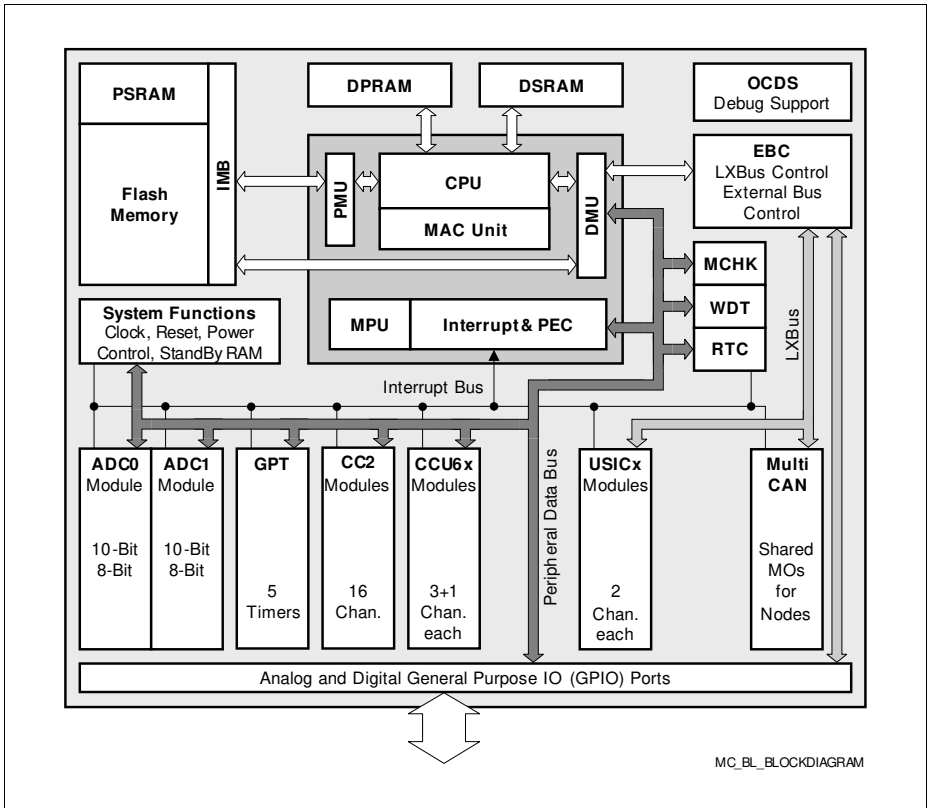 PSRAM
Flash
Memory
IMB
DPRAM
DSRAM
OCDS
Debug Support
EBC
LXBus Control
External Bus
Control
PMU
CPU
MAC Unit
DMU
MCHK
WDT
RTC
LXBus
System Functions
Clock, Reset, Power
Control, StandBy RAM
MPU
Interrupt & PEC
Interrupt Bus
ADC0
Module
10-Bit
8-Bit
ADC1
Module
10-Bit
8-Bit
GPT
5
Timers
CC2
Modules
16
Chan.
CCU6x
Modules
3+1
Chan.
each
Peripheral Data Bus
USICx
Modules
2
Chan.
each
Multi
CAN
Shared
MOs
for
Nodes
Analog and Digital General Purpose IO (GPIO) Ports
MC_BL_BLOCKDIAGRAM